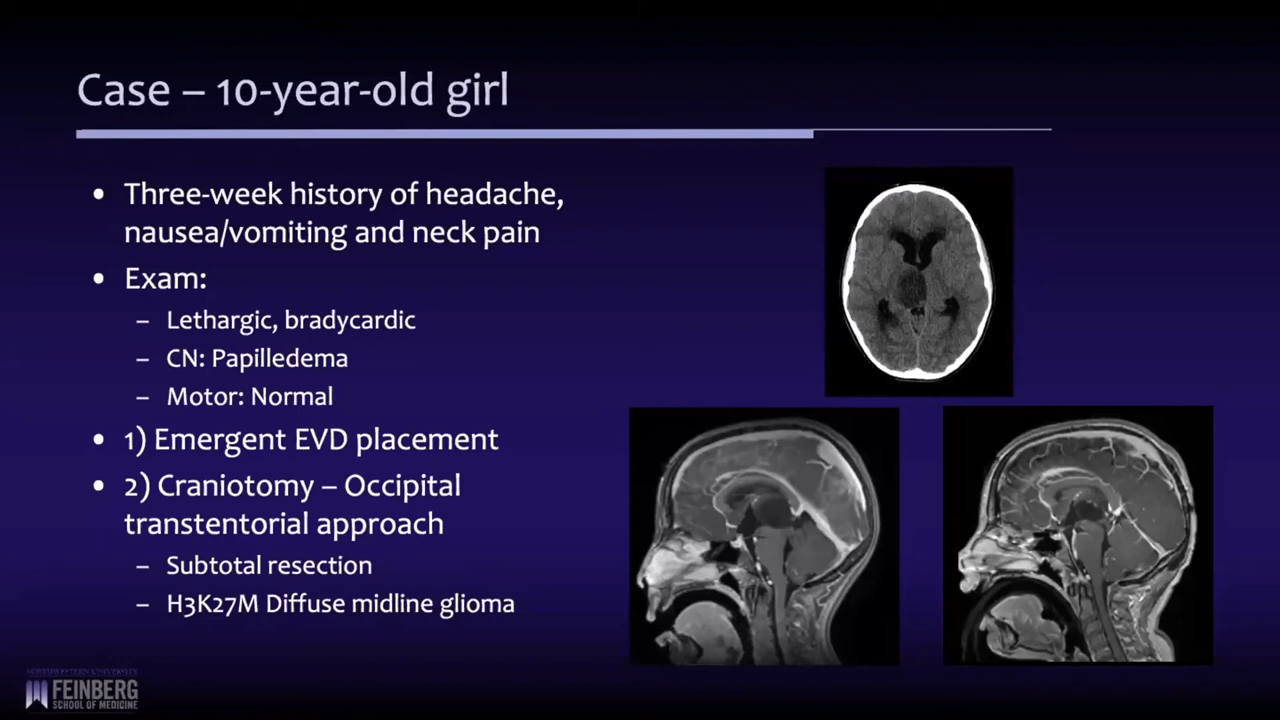 Case – 10-year-old girl
• Three-week history of headache,
nausea/vomiting and neck pain
• Exam:
– Lethargic, bradycardic
– CN: Papilledema
– Motor: Normal
• 1) Emergent EVD placement
• 2) Craniotomy – Occipital
transtentorial approach
– Subtotal resection
– H3K27M Diffuse midline glioma
NORTHWESTERN UNIVERSITY
FEINBERG
SCHOOL OF MEDICINE